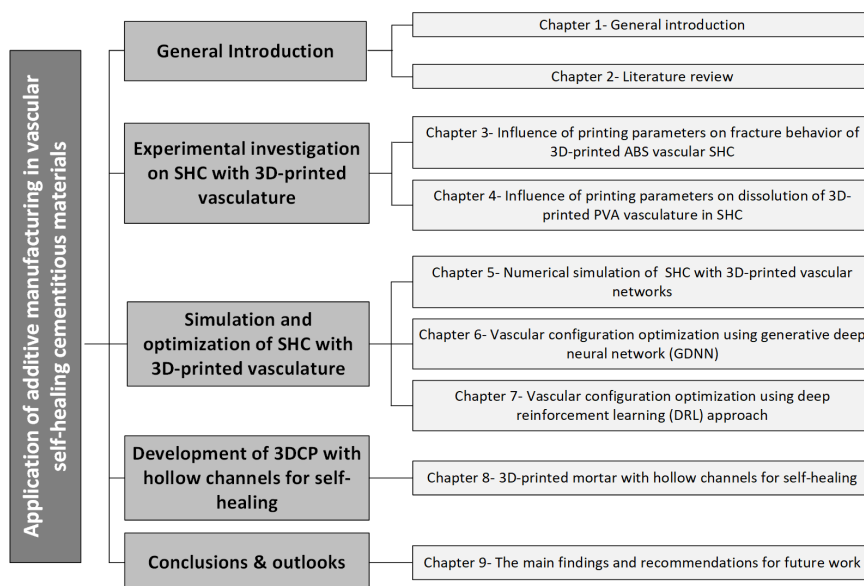 Application of additive manufacturing in vascular
self-healing cementitious materials
General Introduction
Chapter 1- General introduction
Chapter 2- Literature review
Experimental investigation
on SHC with 3D-printed
vasculature
Chapter 3- Influence of printing parameters on fracture behavior of
3D-printed ABS vascular SHC
Chapter 4- Influence of printing parameters on dissolution of 3D-
printed PVA vasculature in SHC
Simulation and
optimization of SHC with
3D-printed vasculature
Chapter 5- Numerical simulation of SHC with 3D-printed vascular
networks
Chapter 6- Vascular configuration optimization using generative deep
neural network (GDNN)
Chapter 7- Vascular configuration optimization using deep
reinforcement learning (DRL) approach
Development of 3DCP with
hollow channels for self-
healing
Chapter 8- 3D-printed mortar with hollow channels for self-healing
Conclusions & outlooks
Chapter 9- The main findings and recommendations for future work